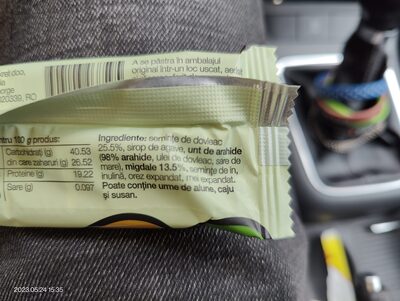 A se păstra în ambalajul
original într-un loc uscat, aerisit
ntru 100 g produs:
Carbohidrați (g) 40.53
din care zaharuri (g) 26.52
Proteine (g) 19.22
Sare (g) 0.097
Ingrediente: semințe de dovleac
25.5%, sirop de agave, unt de arahide
(98% arahide, ulei de dovleac, sare de
mare), migdale 13.5%, semințe de in,
inulină, orez expandat, mei expandat.
Poate conține urme de alune, caju
și susan.
2023.05.24 15:35